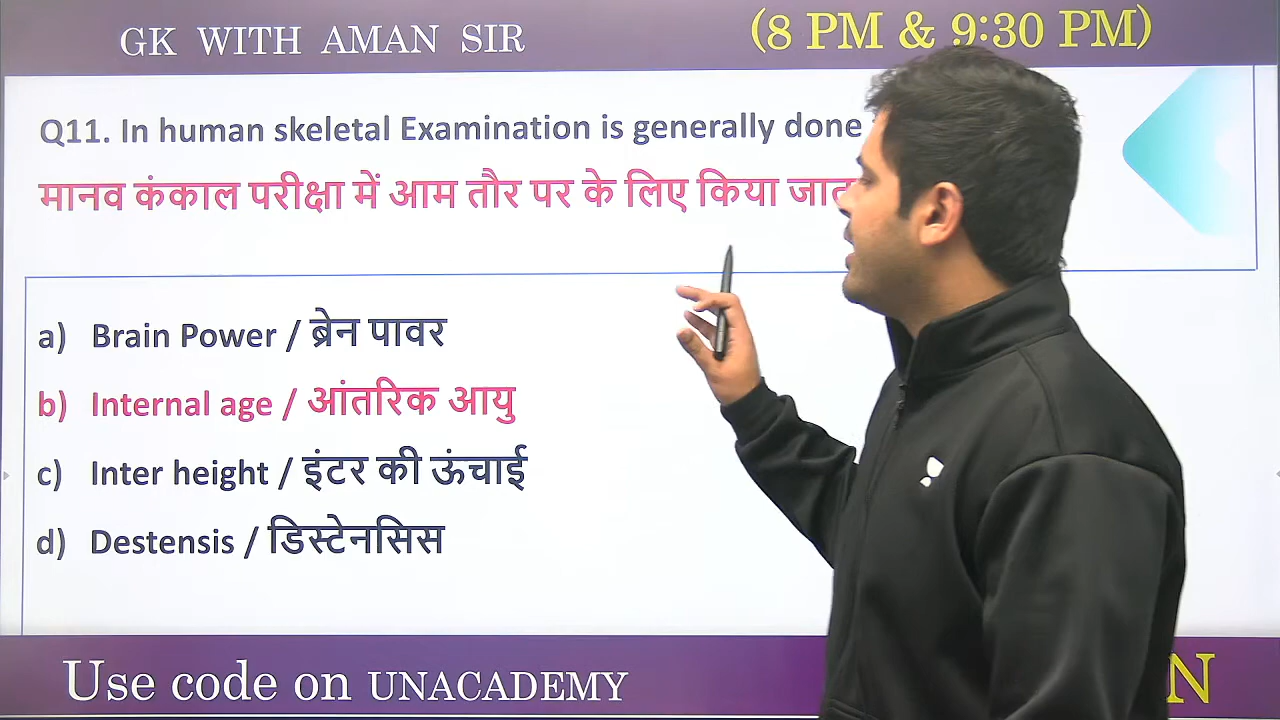 GK WITH AMAN SIR
(8 PM & 9:30 PM)
Q11. In human skeletal Examination is generally done
मानव कंकाल परीक्षा में आम तौर पर के लिए किया
a) Brain Power / ब्रेन पावर
b) Internal age / आंतरिक आयु
c) Inter height / इंटर की ऊंचाई
d) Destensis / डिस्टेनसिस
Use code on UNACADEMY